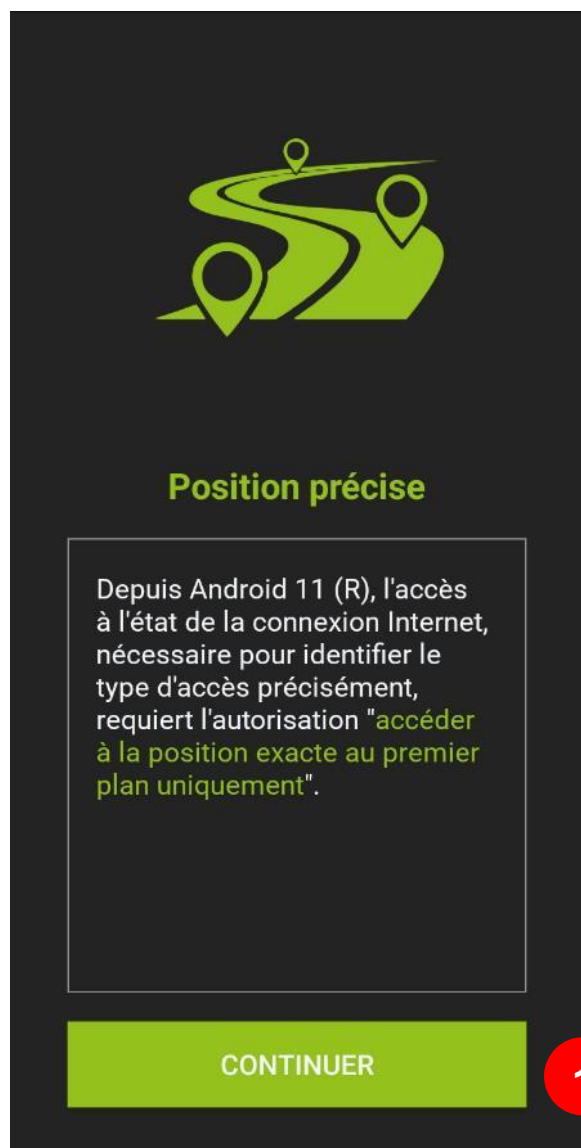 Position précise
Depuis Android 11 (R), l'accès
à l'état de la connexion Internet,
nécessaire pour identifier le
type d'accès précisément,
requiert l'autorisation "accéder
à la position exacte au premier
plan uniquement".
CONTINUER